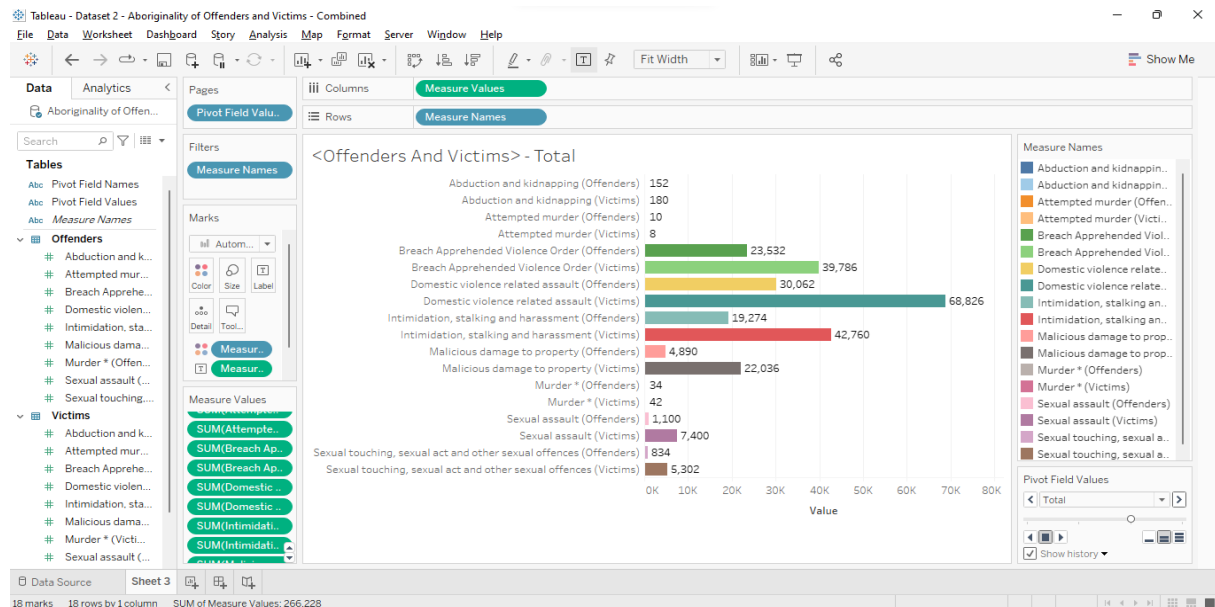 Tableau - Dataset 2 - Aboriginality of Offenders and Victims - Combined
File Data Worksheet Dashboard Story Analysis Map Format Server Window Help
Fit Width
Show Me
Data Analytics
Aboriginality of Offen...
Search
Tables
Abc Pivot Field Names
Abc Pivot Field Values
Abc Measure Names
Offenders
# Abduction and k...
# Attempted mur...
# Breach Apprehe...
# Domestic violen...
# Intimidation, sta...
# Malicious dama...
# Murder * (Offen...
# Sexual assault (...
# Sexual touching,...
Victims
# Abduction and k...
# Attempted mur...
# Breach Apprehe...
# Domestic violen...
# Intimidation, sta...
# Malicious dama...
# Murder * (Victi...
# Sexual assault (...
Pages
Pivot Field Valu..
Filters
Measure Names
Marks
Autom...
Color Size Label
Detail Tool...
Measur..
Measur..
Measure Values
SUM(Attempte..
SUM(Breach Ap..
SUM(Breach Ap..
SUM(Domestic ..
SUM(Domestic ..
SUM(Intimidati..
SUM(Intimidati..
Columns Measure Values
Rows Measure Names
<Offenders And Victims> - Total
Abduction and kidnapping (Offenders) 152
Abduction and kidnapping (Victims) 180
Attempted murder (Offenders) 10
Attempted murder (Victims) 8
Breach Apprehended Violence Order (Offenders) 23,532
Breach Apprehended Violence Order (Victims) 39,786
Domestic violence related assault (Offenders) 30,062
Domestic violence related assault (Victims) 68,826
Intimidation, stalking and harassment (Offenders) 19,274
Intimidation, stalking and harassment (Victims) 42,760
Malicious damage to property (Offenders) 4,890
Malicious damage to property (Victims) 22,036
Murder * (Offenders) 34
Murder * (Victims) 42
Sexual assault (Offenders) 1,100
Sexual assault (Victims) 7,400
Sexual touching, sexual act and other sexual offences (Offenders) 834
Sexual touching, sexual act and other sexual offences (Victims) 5,302
0K 10K 20K 30K 40K 50K 60K 70K 80K
Value
Measure Names
Abduction and kidnappin..
Abduction and kidnappin..
Attempted murder (Offen..
Attempted murder (Victi..
Breach Apprehended Viol..
Breach Apprehended Viol..
Domestic violence relate..
Domestic violence relate..
Intimidation, stalking an..
Intimidation, stalking an..
Malicious damage to prop..
Malicious damage to prop..
Murder * (Offenders)
Murder * (Victims)
Sexual assault (Offenders)
Sexual assault (Victims)
Sexual touching, sexual a..
Sexual touching, sexual a..
Pivot Field Values
Total
Show history
Data Source Sheet 3
18 marks 18 rows by 1 column SUM of Measure Values: 266,228